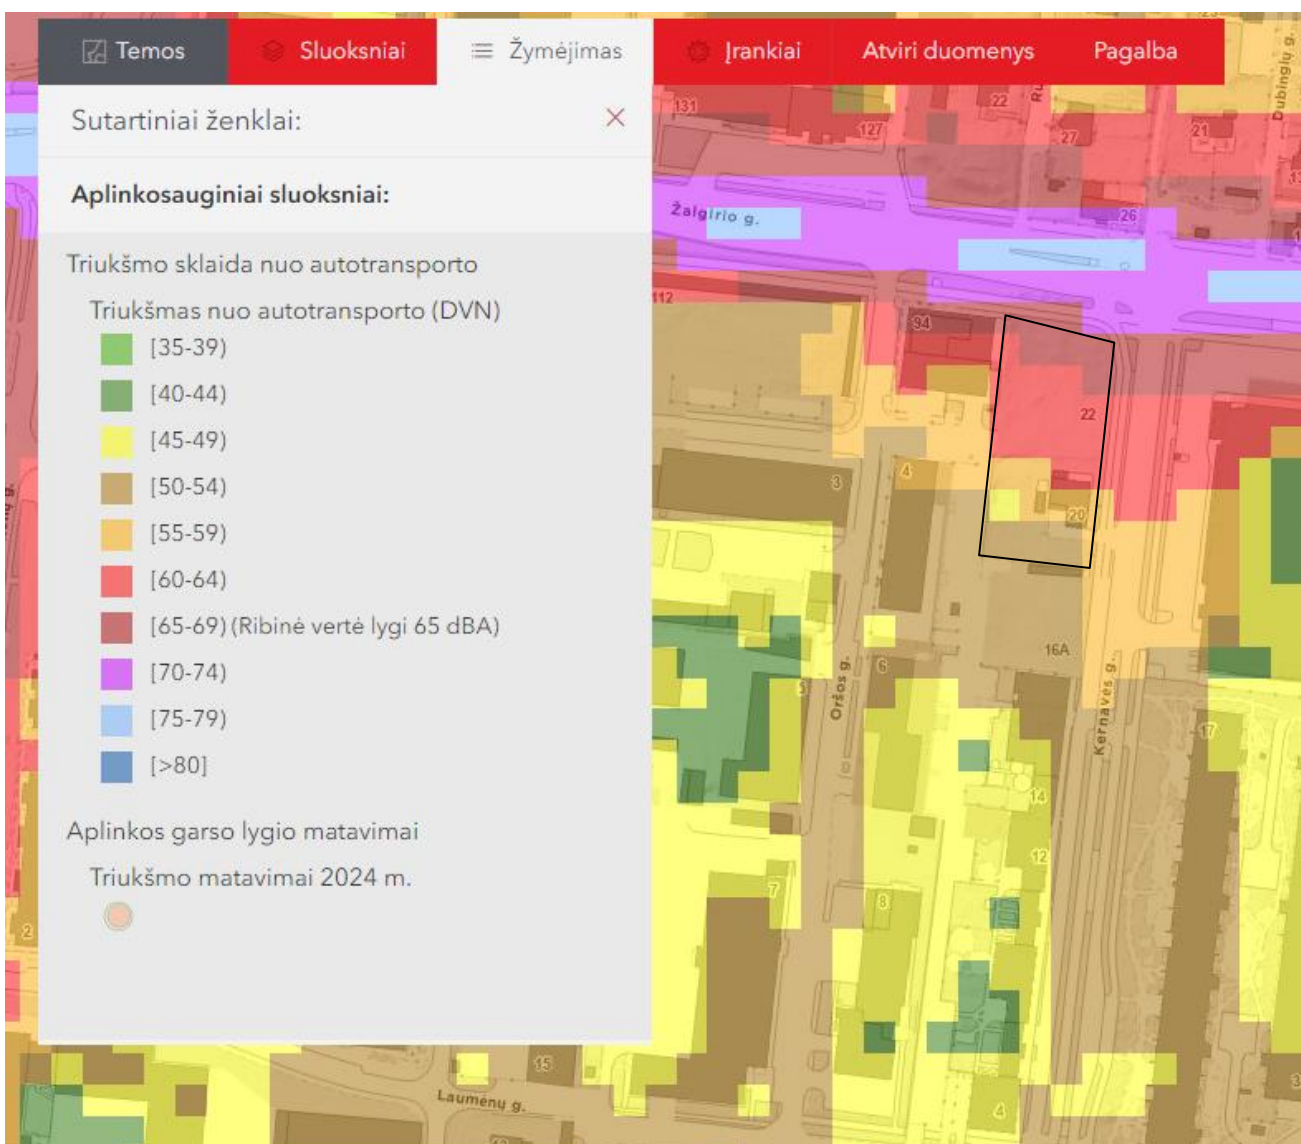 Temos
Sluoksniai
Žymėjimas
Įrankiai
Atviri duomenys
Pagalba
Sutartiniai ženklai:
Aplinkosauginiai sluoksniai:
Triukšmo sklaida nuo autotransporto
Triukšmas nuo autotransporto (DVN)
[35-39)
[40-44)
[45-49)
[50-54)
[55-59)
[60-64)
[65-69) (Ribinė vertė lygi 65 dBA)
[70-74)
[75-79)
[>80]
Aplinkos garso lygio matavimai
Triukšmo matavimai 2024 m.
Dubingių g.
131
127
22
27
21
Žalgirio g.
26
112
94
22
3
4
20
16A
Oršos g.
6
5
Kernavės g.
17
14
12
7
8
2
15
Laumėnų g.
4